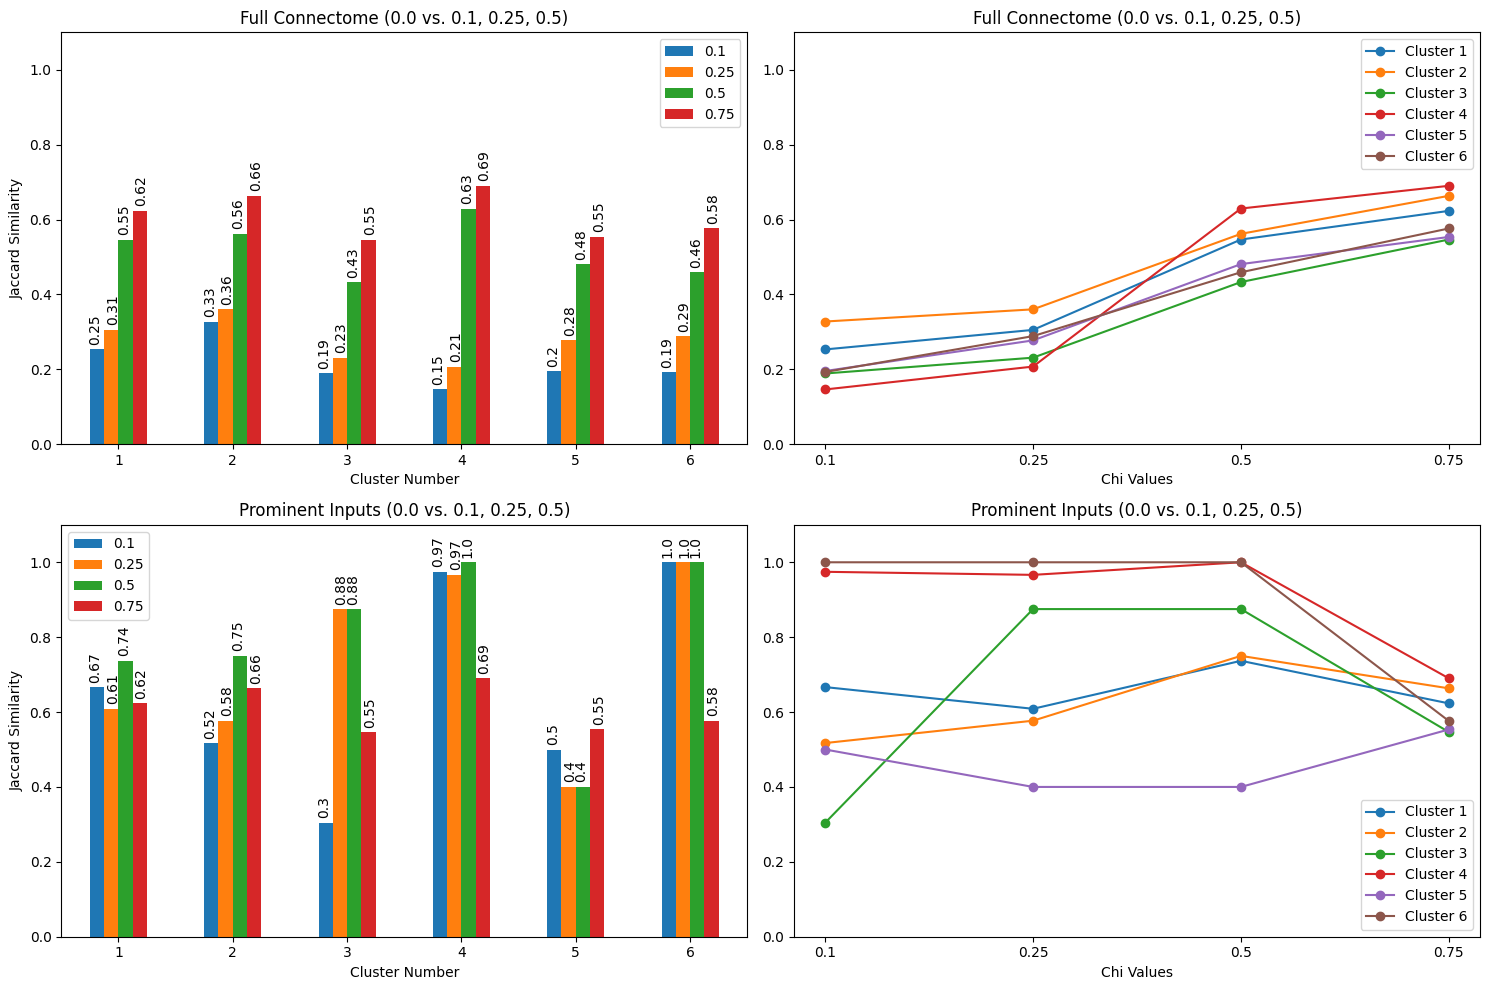 Full Connectome (0.0 vs. 0.1, 0.25, 0.5)
Jaccard Similarity
1.0
0.8
0.6
0.4
0.2
0.0
0.1
0.25
0.5
0.75
0.25 0.31 0.55 0.62
0.33 0.36 0.56 0.66
0.19 0.23 0.43 0.55
0.15 0.21 0.63 0.69
0.2 0.28 0.48 0.55
0.19 0.29 0.46 0.58
1 2 3 4 5 6
Cluster Number
Full Connectome (0.0 vs. 0.1, 0.25, 0.5)
1.0
0.8
0.6
0.4
0.2
0.0
Cluster 1
Cluster 2
Cluster 3
Cluster 4
Cluster 5
Cluster 6
0.1 0.25 0.5 0.75
Chi Values
Prominent Inputs (0.0 vs. 0.1, 0.25, 0.5)
Jaccard Similarity
1.0
0.8
0.6
0.4
0.2
0.0
0.1
0.25
0.5
0.75
0.67 0.61 0.74 0.62
0.52 0.58 0.75 0.66
0.3 0.88 0.88 0.55
0.97 0.97 1.0 0.69
0.5 0.4 0.4 0.55
1.0 1.0 1.0 0.58
1 2 3 4 5 6
Cluster Number
Prominent Inputs (0.0 vs. 0.1, 0.25, 0.5)
1.0
0.8
0.6
0.4
0.2
0.0
Cluster 1
Cluster 2
Cluster 3
Cluster 4
Cluster 5
Cluster 6
0.1 0.25 0.5 0.75
Chi Values